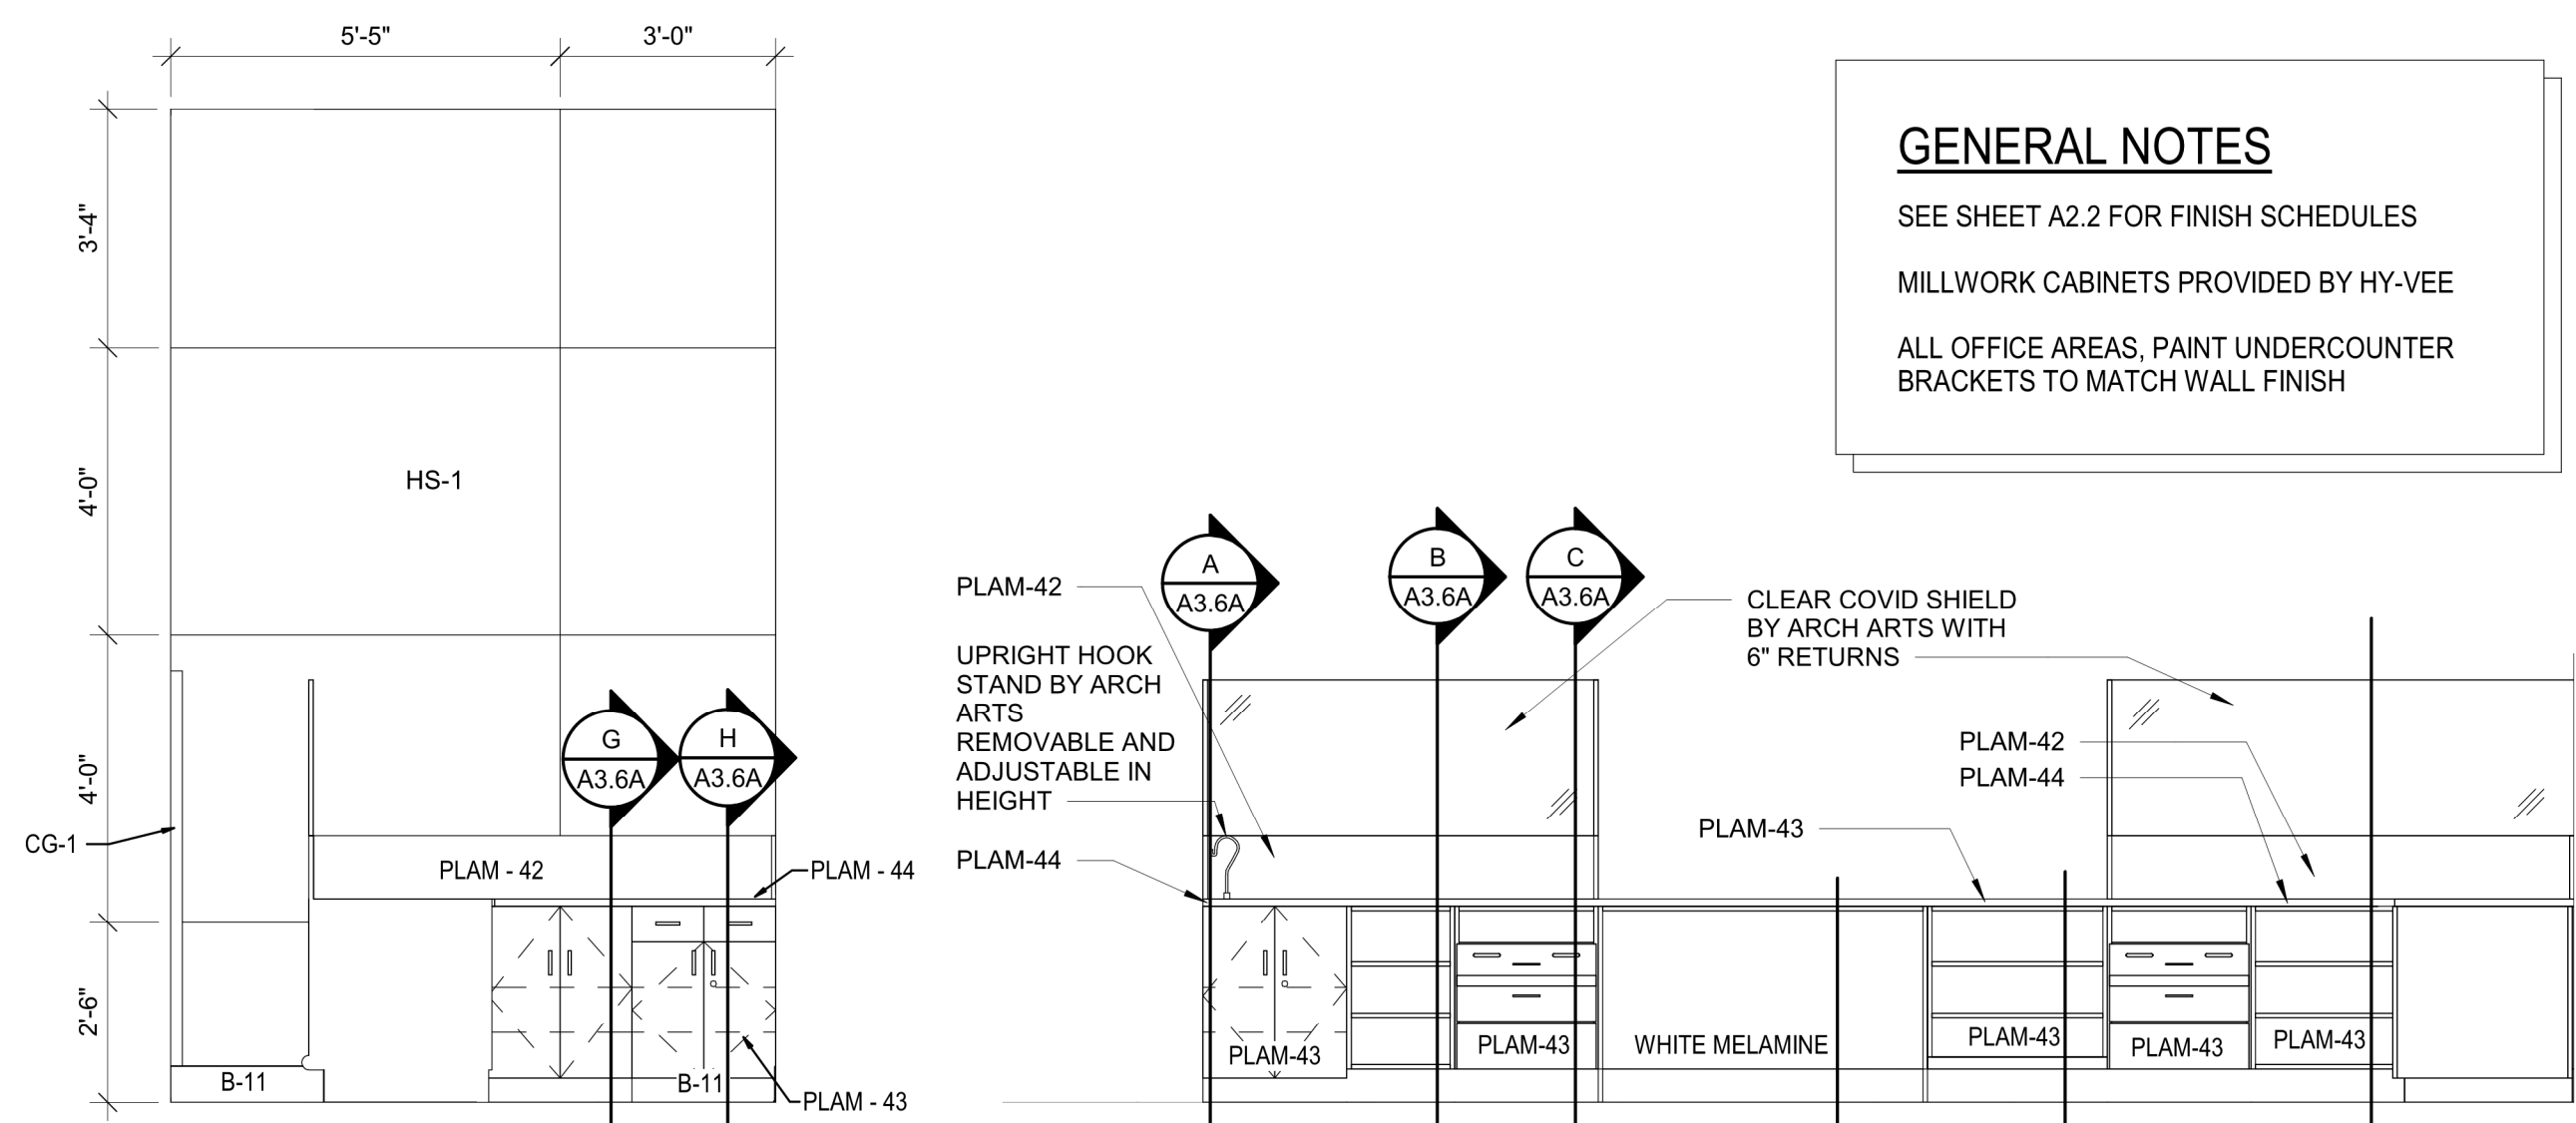 5'-5"
3'-0"
3'-4"
4'-0"
4'-0"
2'-6"
HS-1
CG-1
G
A3.6A
H
A3.6A
PLAM - 42
PLAM - 44
B-11
B-11
PLAM - 43
GENERAL NOTES
SEE SHEET A2.2 FOR FINISH SCHEDULES
MILLWORK CABINETS PROVIDED BY HY-VEE
ALL OFFICE AREAS, PAINT UNDERCOUNTER
BRACKETS TO MATCH WALL FINISH
A
A3.6A
B
A3.6A
C
A3.6A
PLAM-42
UPRIGHT HOOK
STAND BY ARCH
ARTS
REMOVABLE AND
ADJUSTABLE IN
HEIGHT
PLAM-44
CLEAR COVID SHIELD
BY ARCH ARTS WITH
6" RETURNS
PLAM-42
PLAM-44
PLAM-43
PLAM-43
PLAM-43
WHITE MELAMINE
PLAM-43
PLAM-43
PLAM-43